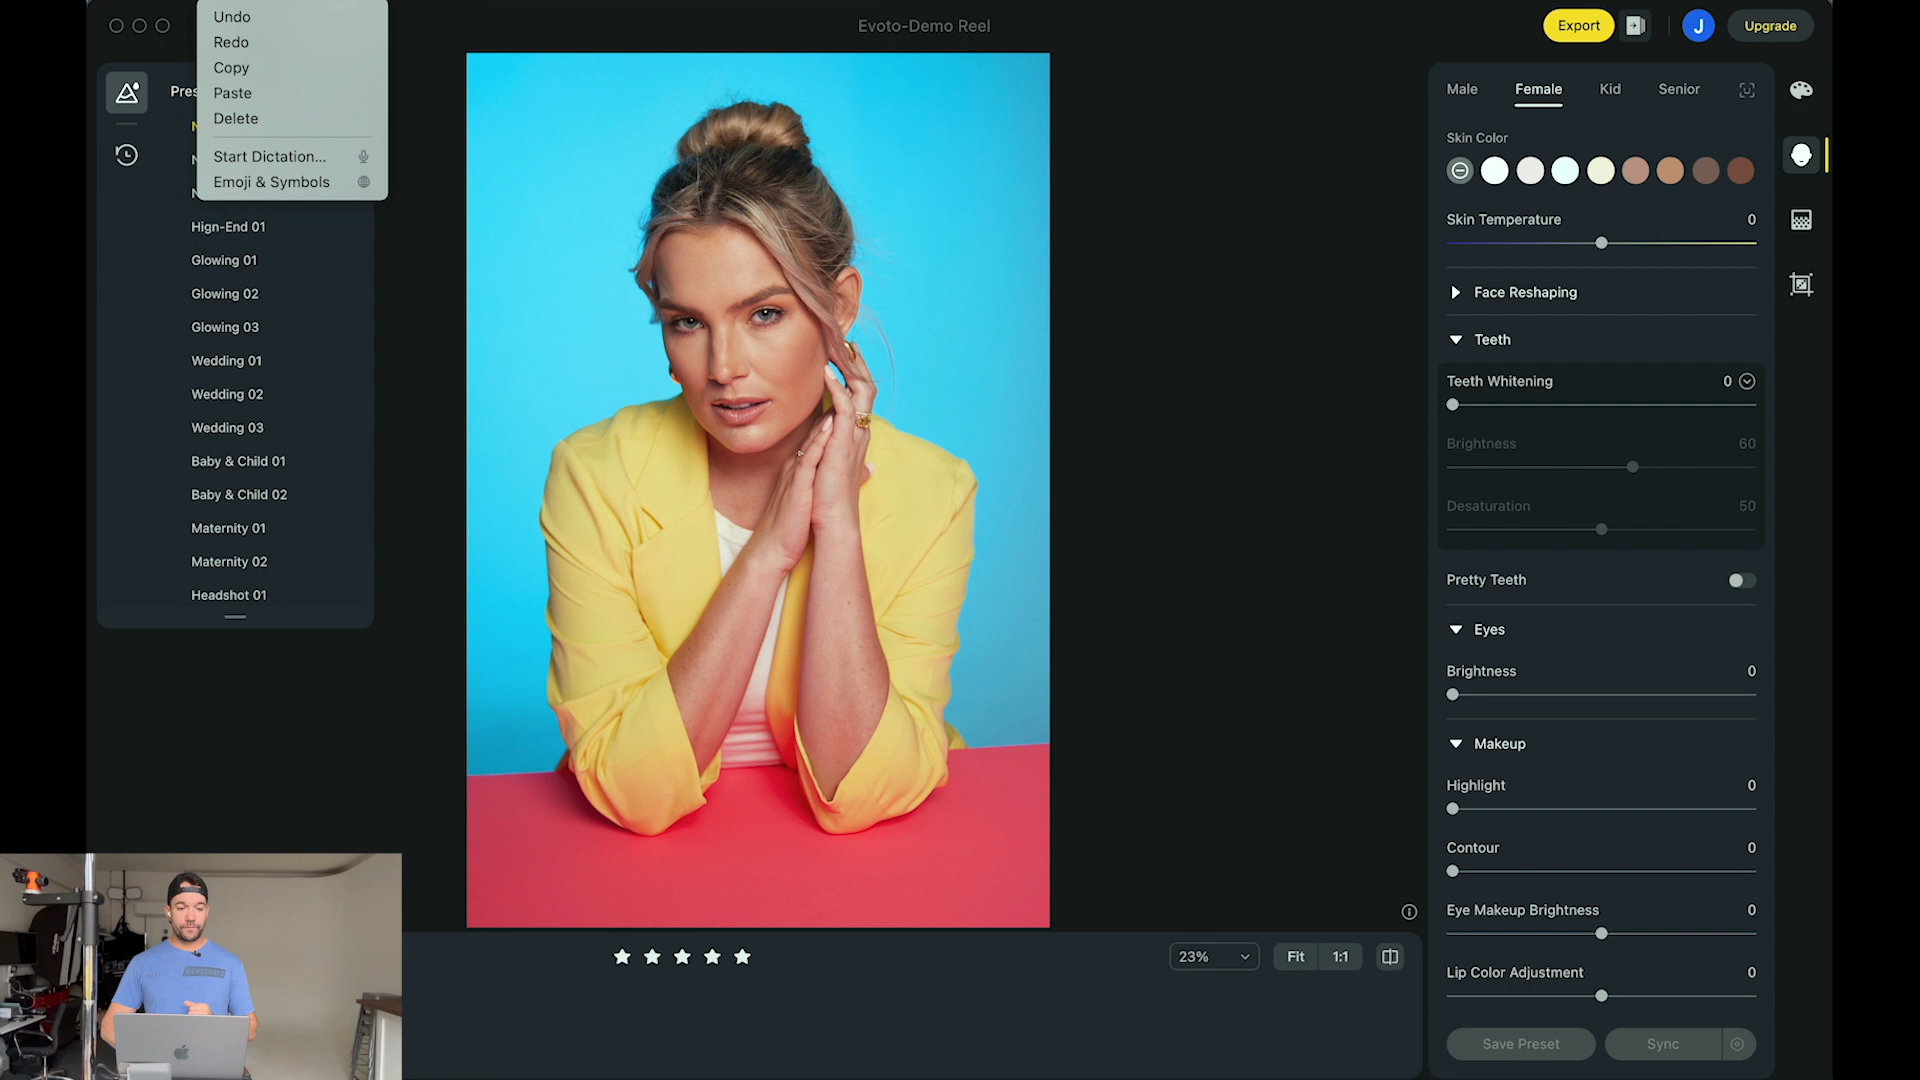 Undo
Redo
Copy
Paste
Delete
Start Dictation...
Emoji & Symbols
Evoto-Demo Reel
Export
J
Upgrade
Hign-End 01
Glowing 01
Glowing 02
Glowing 03
Wedding 01
Wedding 02
Wedding 03
Baby & Child 01
Baby & Child 02
Maternity 01
Maternity 02
Headshot 01
23%
Fit
1:1
Male Female Kid Senior
Skin Color
Skin Temperature 0
Face Reshaping
Teeth
Teeth Whitening 0
Brightness 60
Desaturation 50
Pretty Teeth
Eyes
Brightness 0
Makeup
Highlight 0
Contour 0
Eye Makeup Brightness 0
Lip Color Adjustment 0
Save Preset
Sync